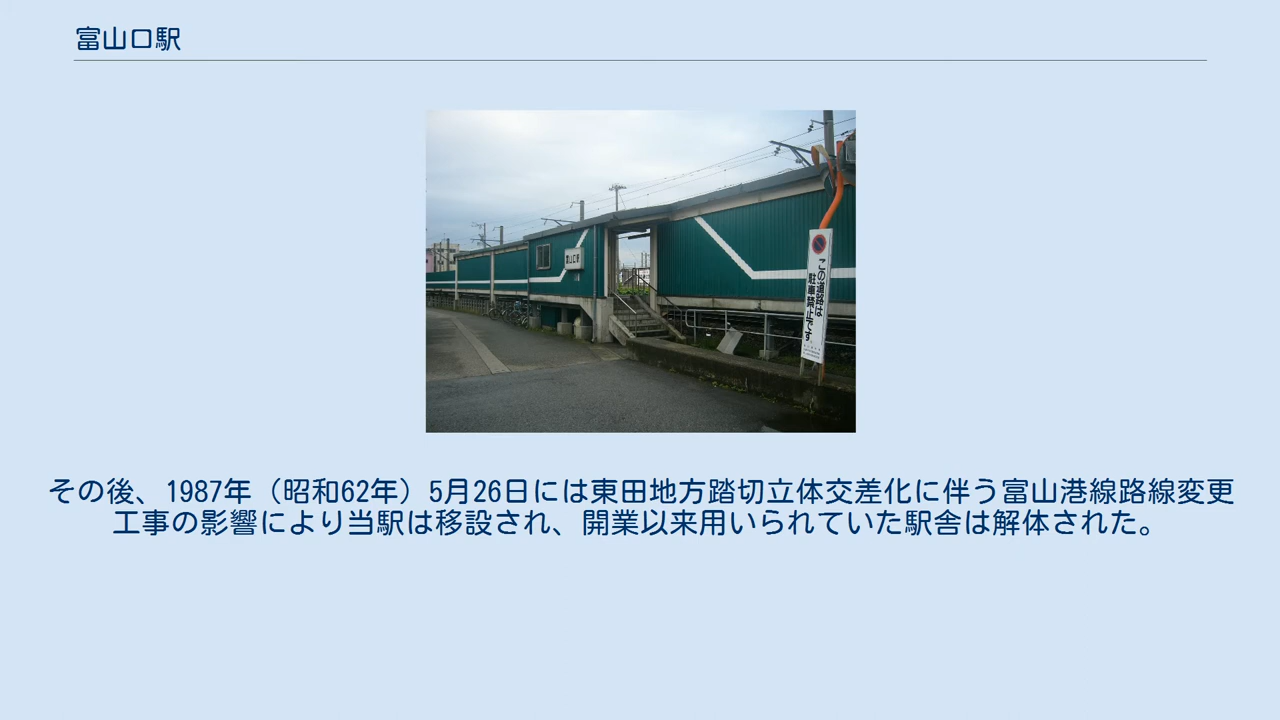 富山口駅
富山口駅
この道路は
駐車禁止です
その後、1987年（昭和62年）5月26日には東田地方踏切立体交差化に伴う富山港線路線変更
工事の影響により当駅は移設され、開業以来用いられていた駅舎は解体された。